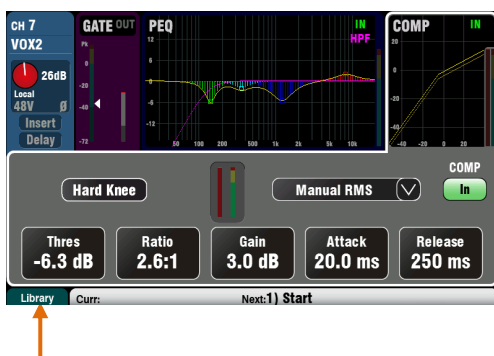 CH 7
VOX2
26dB
Local
48V Ø
Insert
Delay
GATE OUT
Pk
0
-20
-40
-72
PEQ
IN
HPF
12
6
0
-6
-12
50 100 200 500 1k 2k 5k 10k
COMP IN
20
0
-20
-40
-40 -20 0 20
COMP
Hard Knee
Manual RMS
In
Thres
-6.3 dB
Ratio
2.6:1
Gain
3.0 dB
Attack
20.0 ms
Release
250 ms
Library
Curr:
Next:1) Start